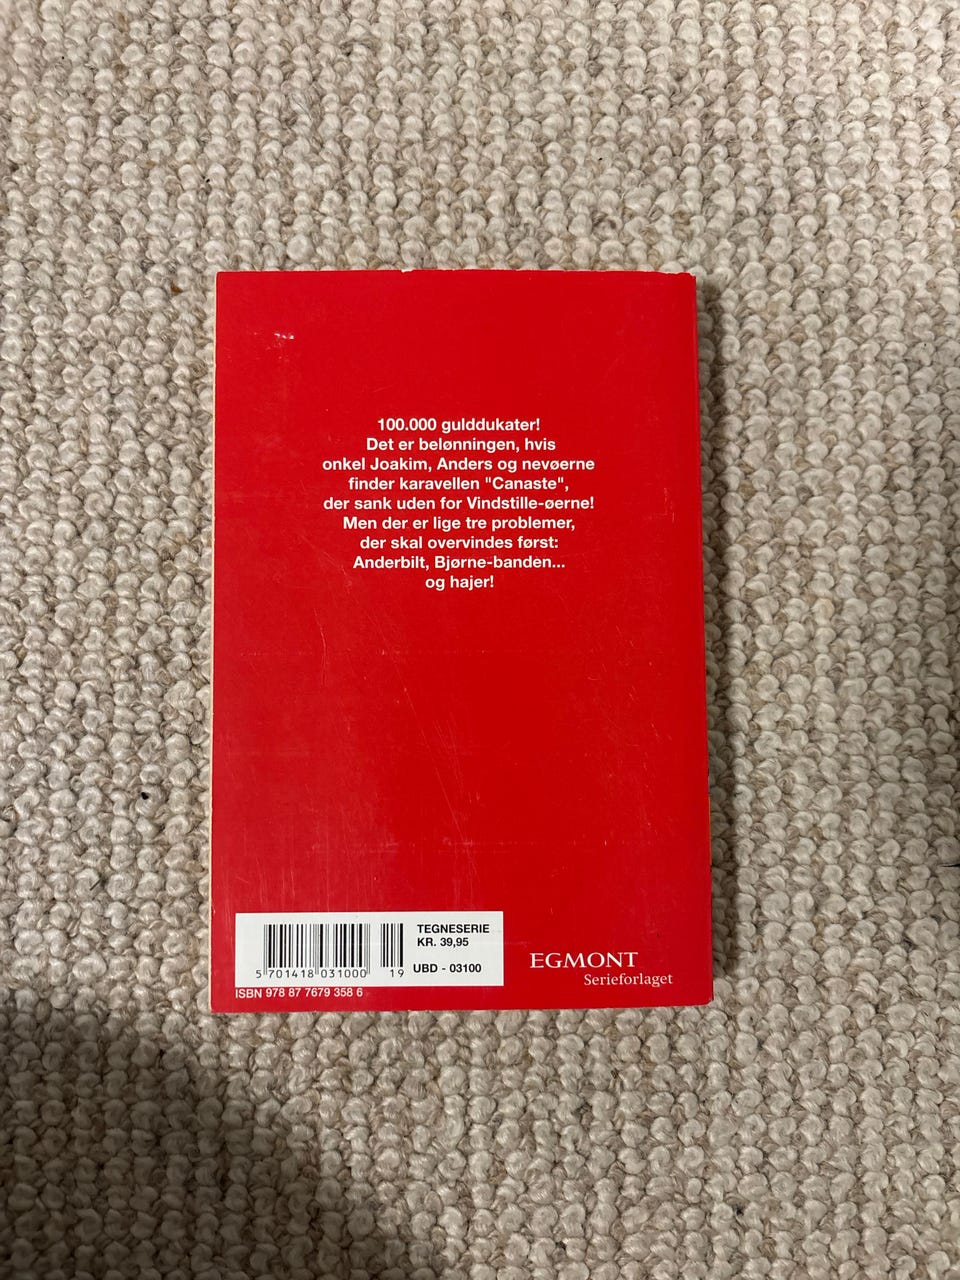 100.000 gulddukater!
Det er belønningen, hvis
onkel Joakim, Anders og nevøerne
finder karavellen "Canaste",
der sank uden for Vindstille-øerne!
Men der er lige tre problemer,
der skal overvindes først:
Anderbilt, Bjørne-banden...
og hajer!
TEGNESERIE
KR. 39,95
UBD - 03100
5 701418 031000 19
ISBN 978 87 7679 358 6
EGMONT
Serieforlaget